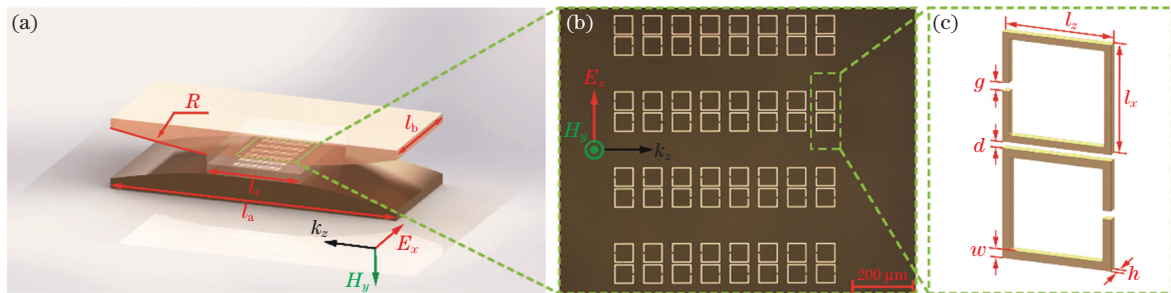 (a)
R
l_b
l_c
l_a
k_z
E_x
H_y
(b)
E_x
H_y
k_z
200 μm
(c)
l_z
g
l_x
d
w
h